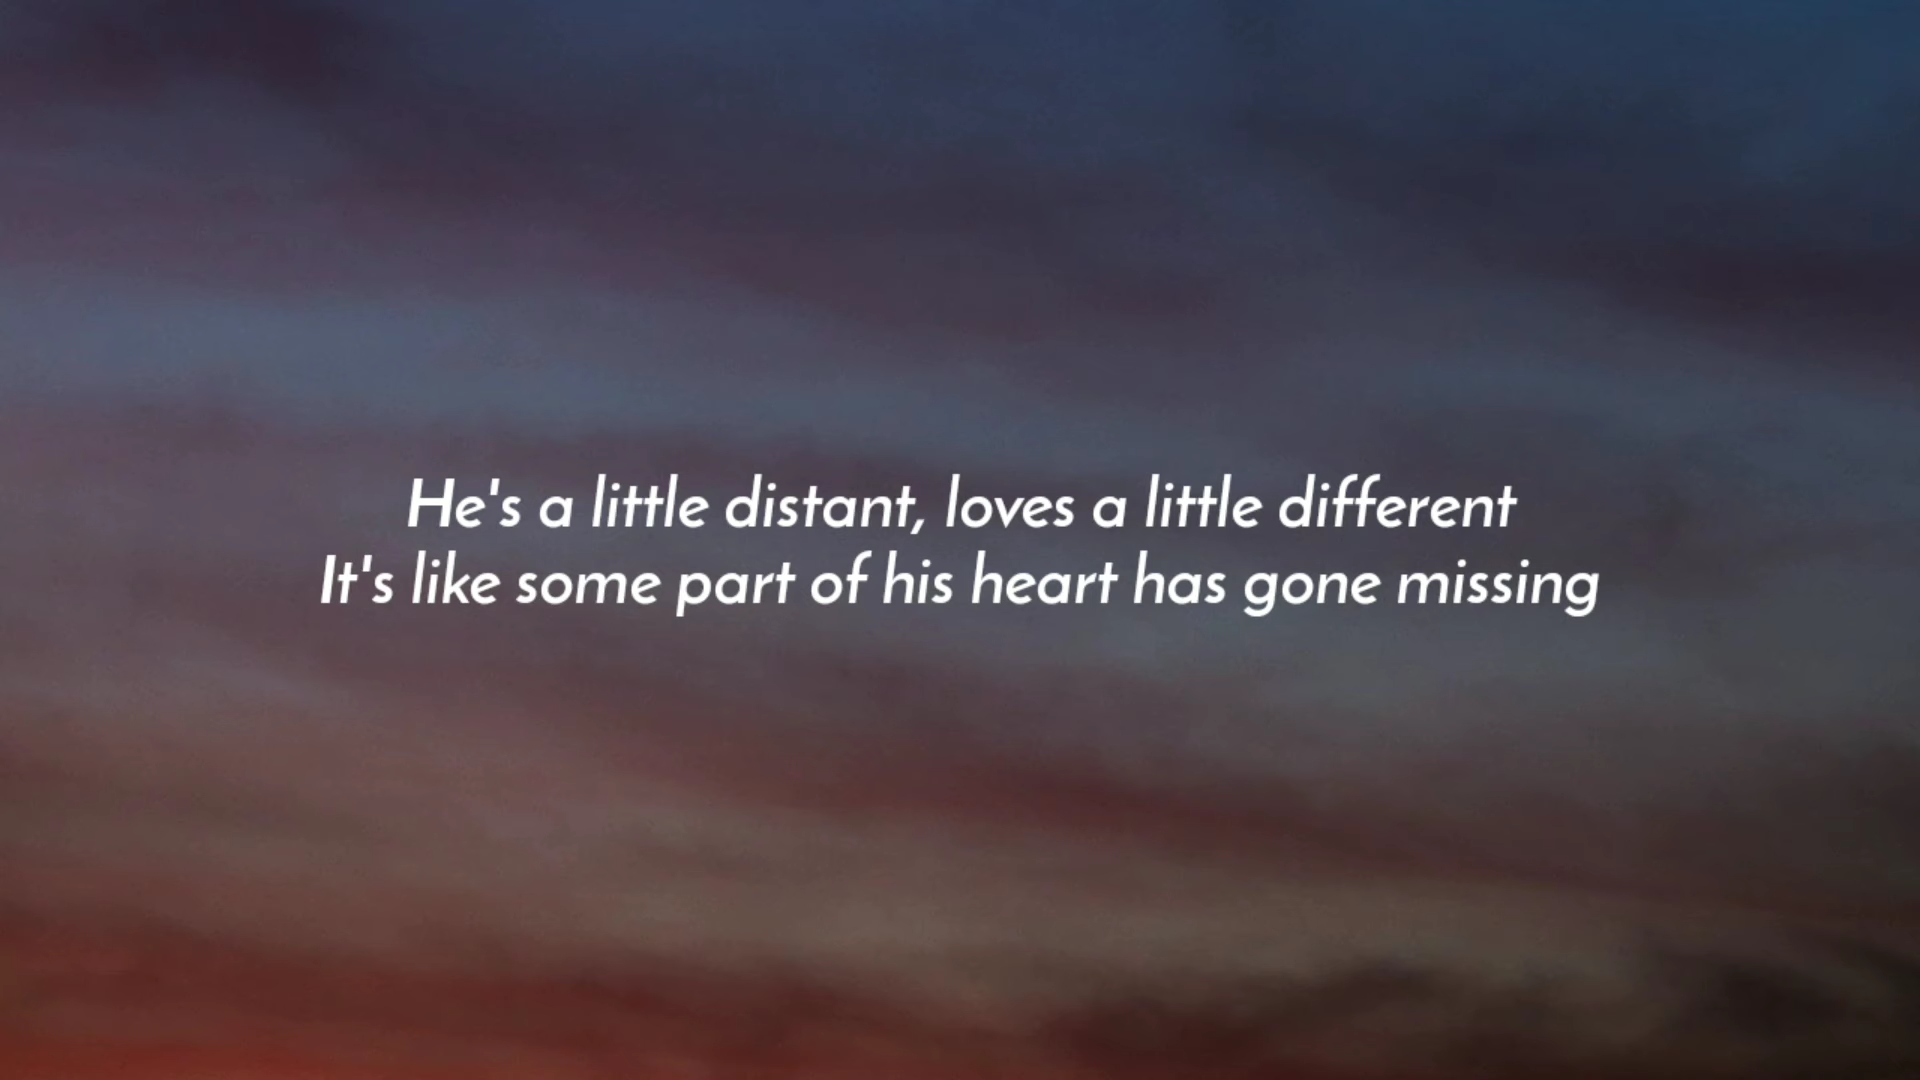 He's a little distant, loves a little different
It's like some part of his heart has gone missing